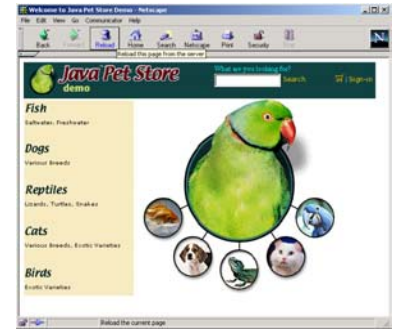 Welcome to Java Pet Store Demo - Netscape
File Edit View Go Communicator Help
Back Forward Reload Home Search Netscape Print Security Stop
N
Reload this page from the server
Java Pet Store
demo
What are you looking for?
Search
| Sign-in
Fish
Saltwater, Freshwater
Dogs
Various Breeds
Reptiles
Lizards, Turtles, Snakes
Cats
Various Breeds, Exotic Varieties
Birds
Exotic Varieties
Reload the current page